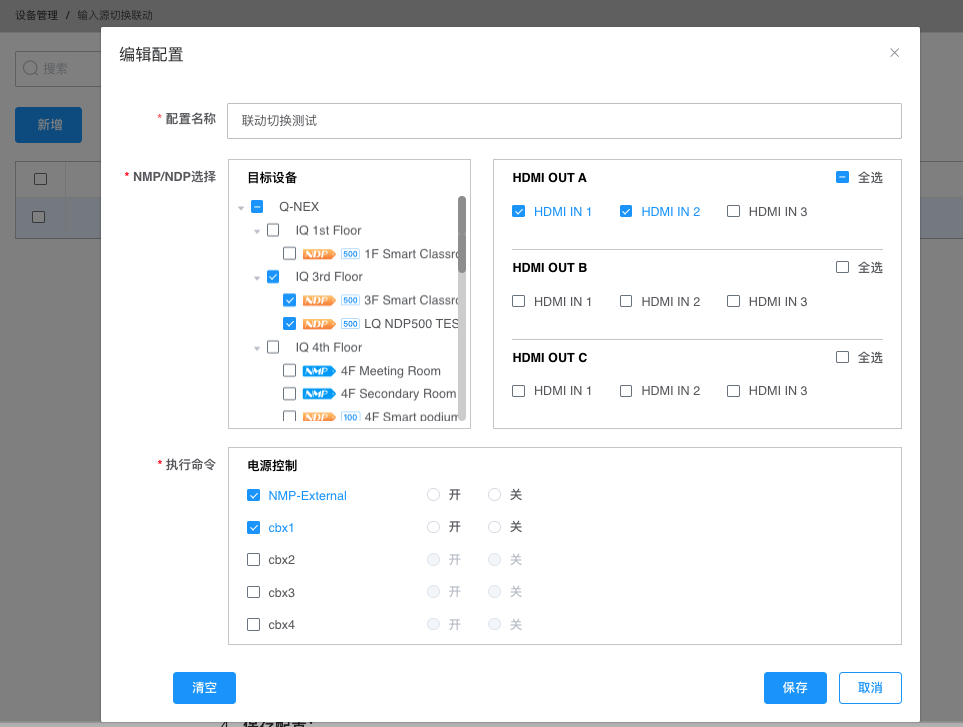 设备管理 / 输入源切换联动
搜索
新增
编辑配置
* 配置名称
联动切换测试
* NMP/NDP选择
目标设备
Q-NEX
IQ 1st Floor
NDP 500 1F Smart Classro
IQ 3rd Floor
NDP 500 3F Smart Classro
NDP 500 LQ NDP500 TES
IQ 4th Floor
NMP 4F Meeting Room
NMP 4F Secondary Room
NDP 100 4F Smart podium
HDMI OUT A 全选
HDMI IN 1 HDMI IN 2 HDMI IN 3
HDMI OUT B 全选
HDMI IN 1 HDMI IN 2 HDMI IN 3
HDMI OUT C 全选
HDMI IN 1 HDMI IN 2 HDMI IN 3
* 执行命令
电源控制
NMP-External 开 关
cbx1 开 关
cbx2 开 关
cbx3 开 关
cbx4 开 关
清空 保存 取消